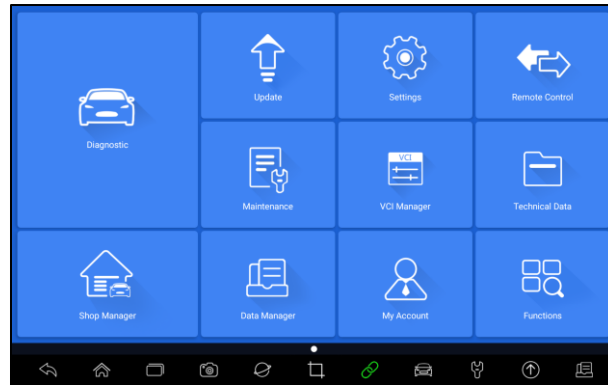 Update
Settings
Remote Control
Diagnostic
VCI
Maintenance
VCI Manager
Technical Data
Shop Manager
Data Manager
My Account
Functions